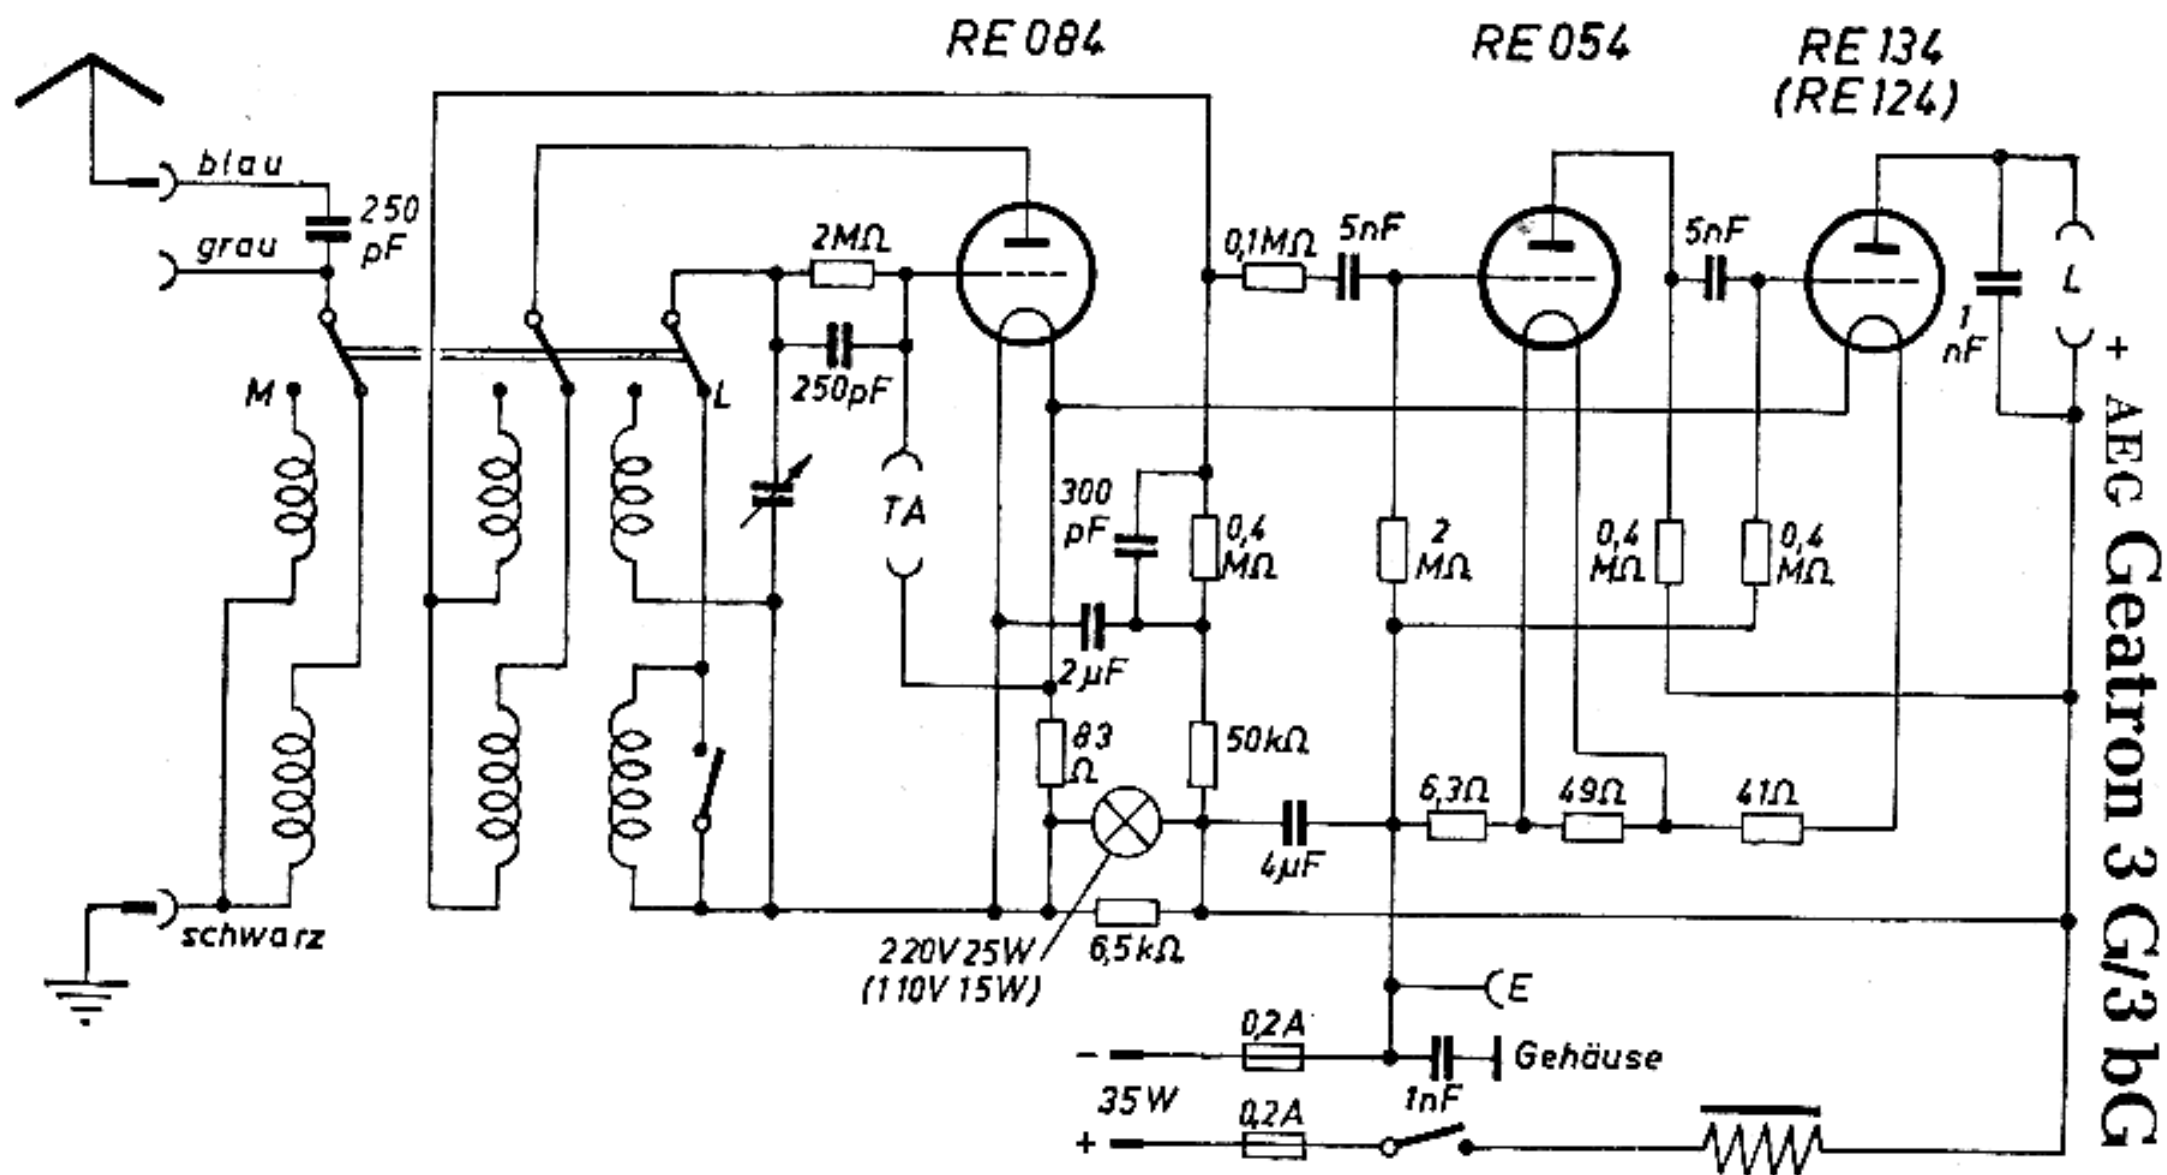 RE 084
RE 054
RE 134
(RE 124)
blau
250
pF
grau
2MΩ
250pF
M
L
TA
0,1MΩ
5nF
5nF
1
nF
L
+
300
pF
0,4
MΩ
2
MΩ
0,4
MΩ
0,4
MΩ
2µF
83
Ω
50kΩ
6,3Ω
49Ω
41Ω
4µF
schwarz
220V 25W
(110V 15W)
6,5kΩ
E
- 0,2A
1nF
Gehäuse
35W
+ 0,2A
AEG Geatron 3 G/3 bG